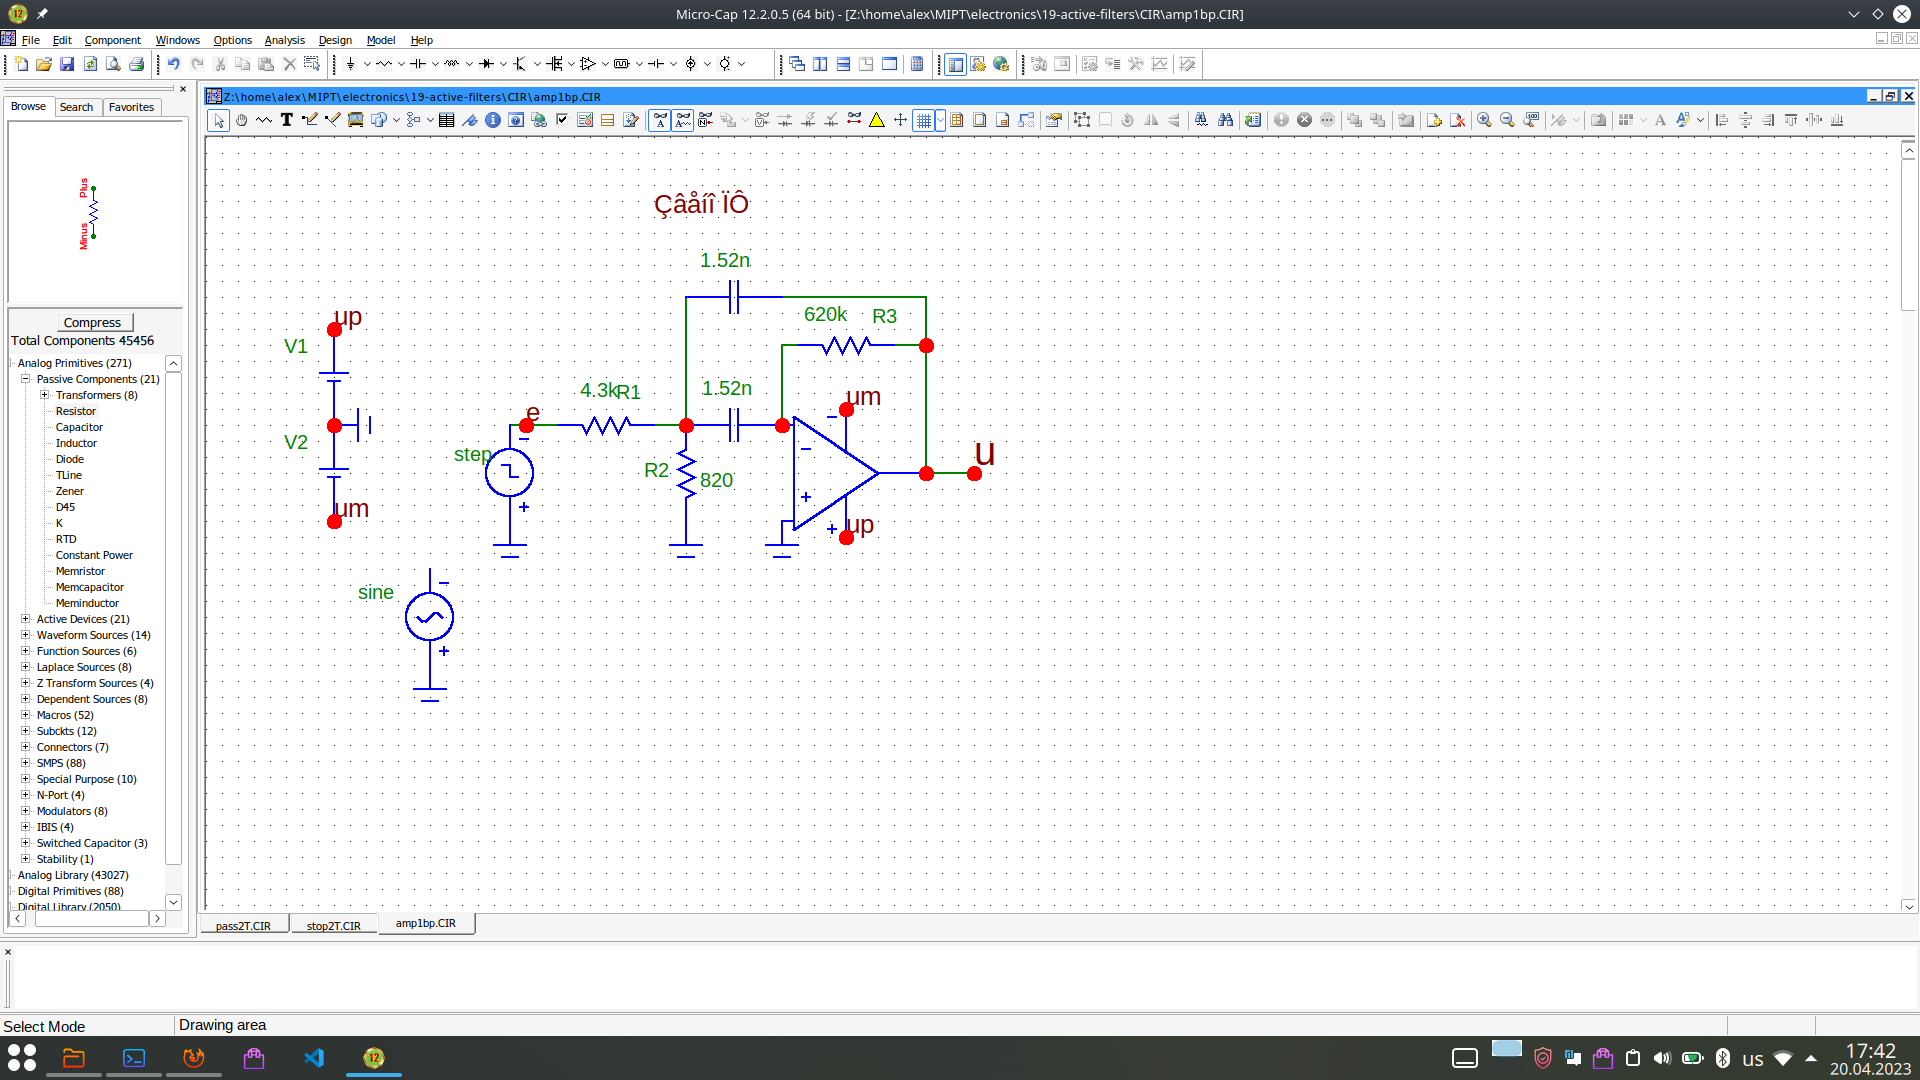 Micro-Cap 12.2.0.5 (64 bit) - [Z:\home\alex\MIPT\electronics\19-active-filters\CIR\amp1bp.CIR]
File Edit Component Windows Options Analysis Design Model Help
Browse Search Favorites
Z:\home\alex\MIPT\electronics\19-active-filters\CIR\amp1bp.CIR
Plus
Minus
Compress
Total Components 45456
Analog Primitives (271)
Passive Components (21)
Transformers (8)
Resistor
Capacitor
Inductor
Diode
TLine
Zener
D45
K
RTD
Constant Power
Memristor
Memcapacitor
Meminductor
Active Devices (21)
Waveform Sources (14)
Function Sources (6)
Laplace Sources (8)
Z Transform Sources (4)
Dependent Sources (8)
Macros (52)
Subckts (12)
Connectors (7)
SMPS (88)
Special Purpose (10)
N-Port (4)
Modulators (8)
IBIS (4)
Switched Capacitor (3)
Stability (1)
Analog Library (43027)
Digital Primitives (88)
Digital Library (2050)
Çâåíî ÏÔ
1.52n
up
620k R3
V1
4.3k R1
1.52n
um
e
V2
step
u
R2 820
um
up
sine
pass2T.CIR stop2T.CIR amp1bp.CIR
Select Mode Drawing area
us
17:42
20.04.2023